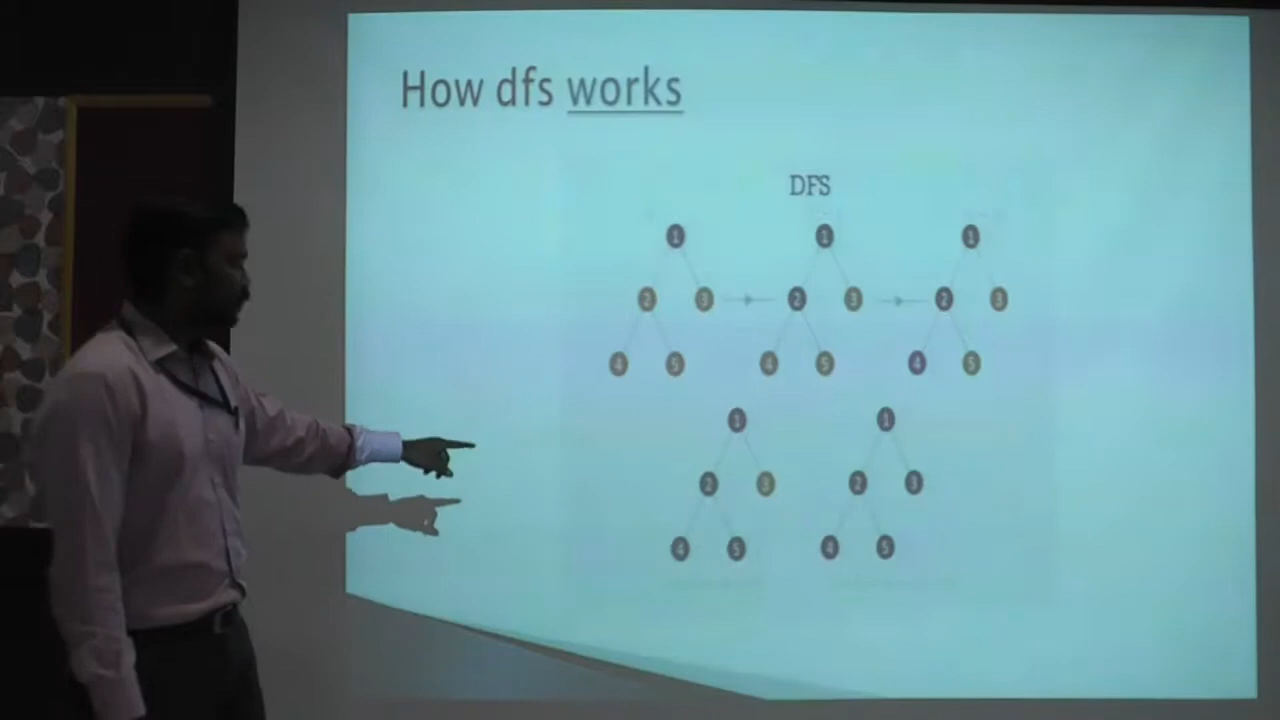 How dfs works
DFS
1 1 1
2 3 2 3 2 3
4 5 4 5 4 5
1 1
2 3 2 3
4 5 4 5